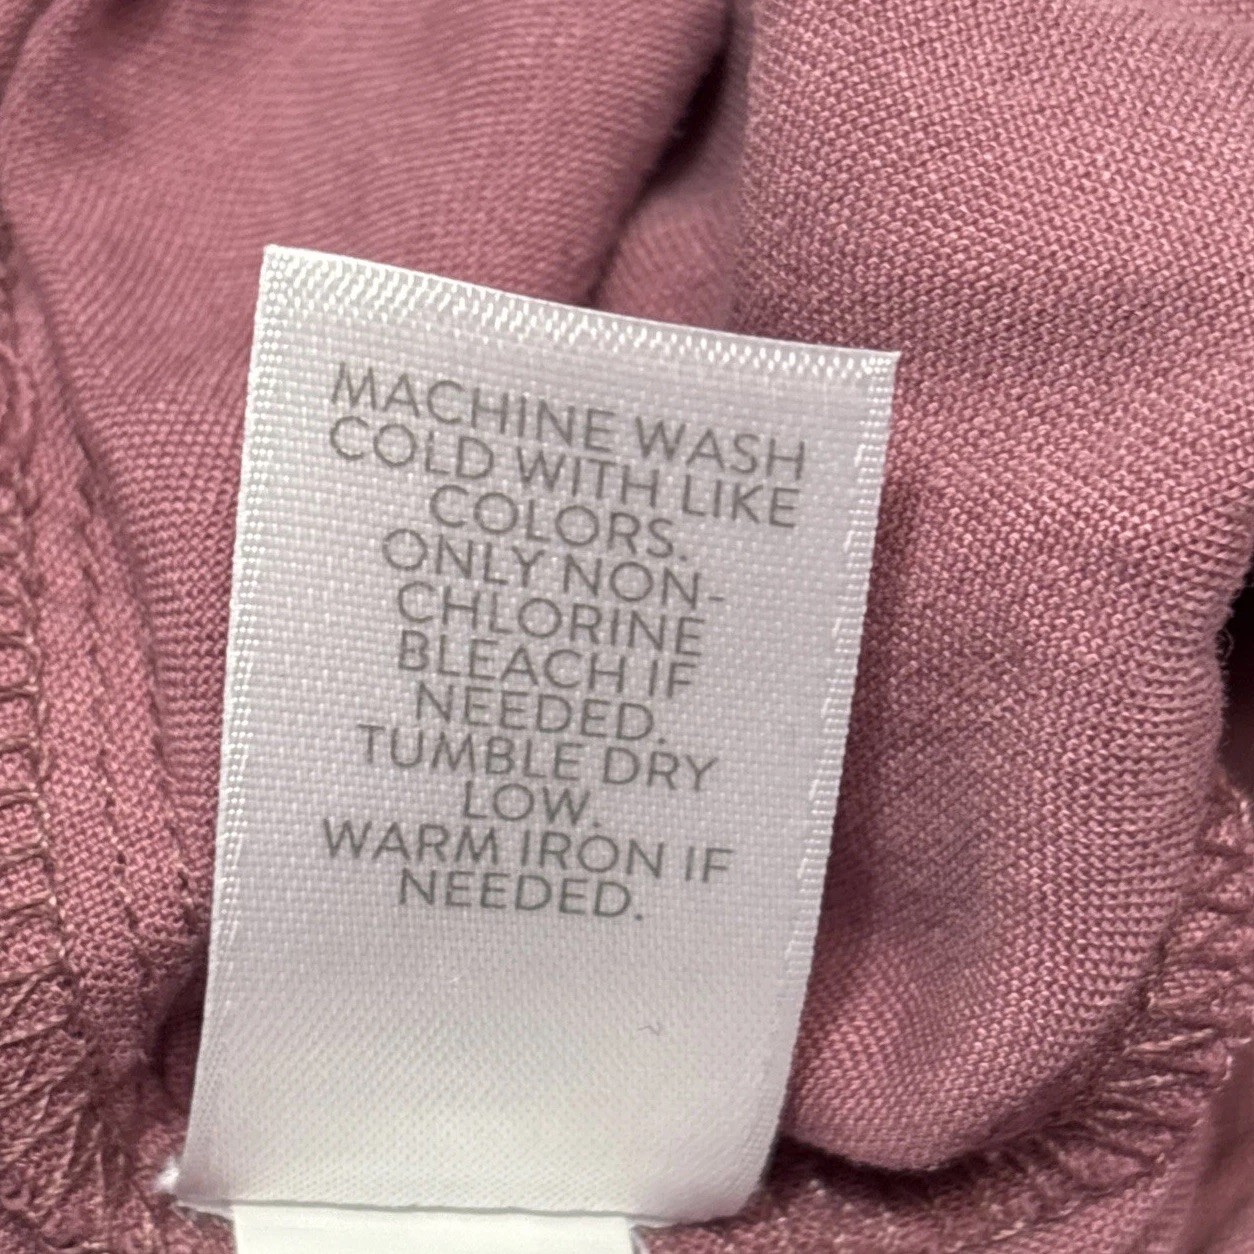 MACHINE WASH
COLD WITH LIKE
COLORS.
ONLY NON-
CHLORINE
BLEACH IF
NEEDED.
TUMBLE DRY
LOW.
WARM IRON IF
NEEDED.